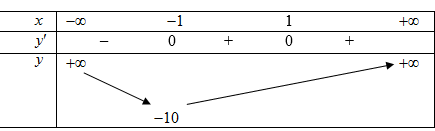 x −∞ −1 1 +∞
y′ − 0 + 0 +
y +∞ +∞
−10